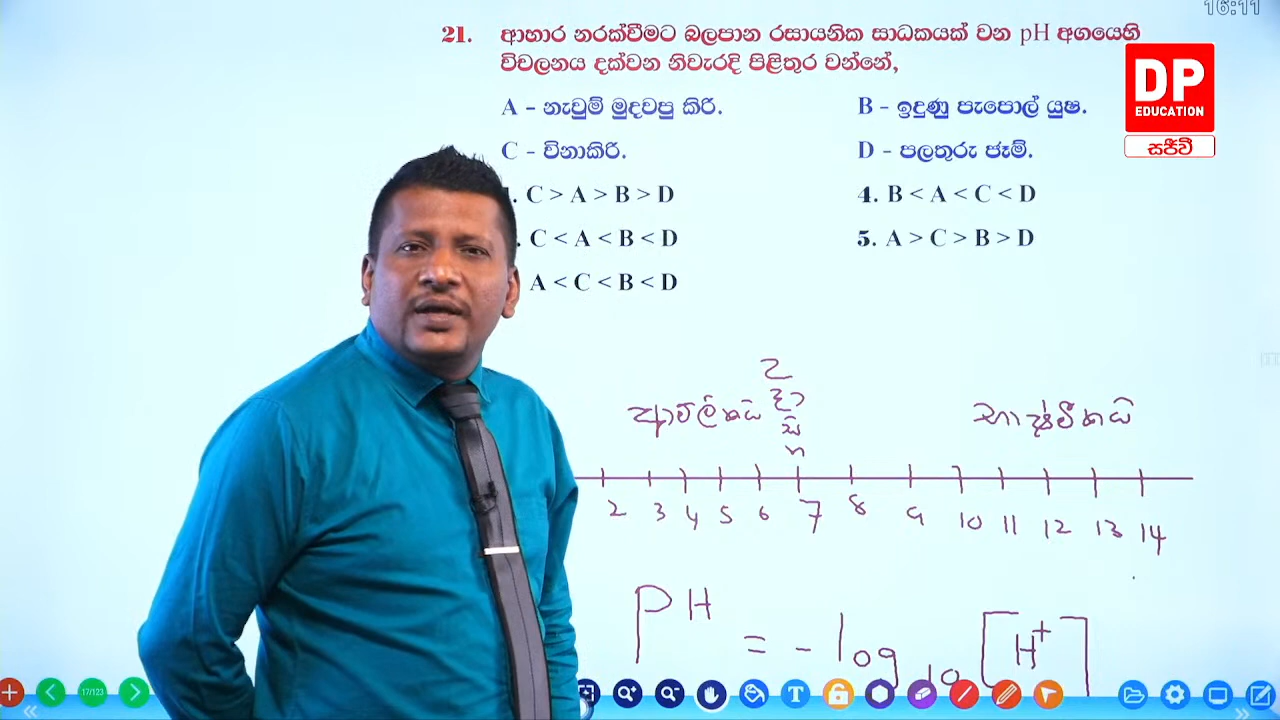 16:11
21. ආහාර නරක්වීමට බලපාන රසායනික සාධකයක් වන pH අගයෙහි
විචලනය දක්වන නිවැරදි පිළිතුර වන්නේ,
DP
EDUCATION
සජීවී
A - නැවුම් මුදවපු කිරි.
B - ඉදුණු පැපොල් යුෂ.
C - විනාකිරි.
D - පලතුරු ජෑම්.
. C > A > B > D
4. B < A < C < D
. C < A < B < D
5. A > C > B > D
A < C < B < D
2 3 4 5 6 7 8 9 10 11 12 13 14
PH = - log10 [H+]
17/123